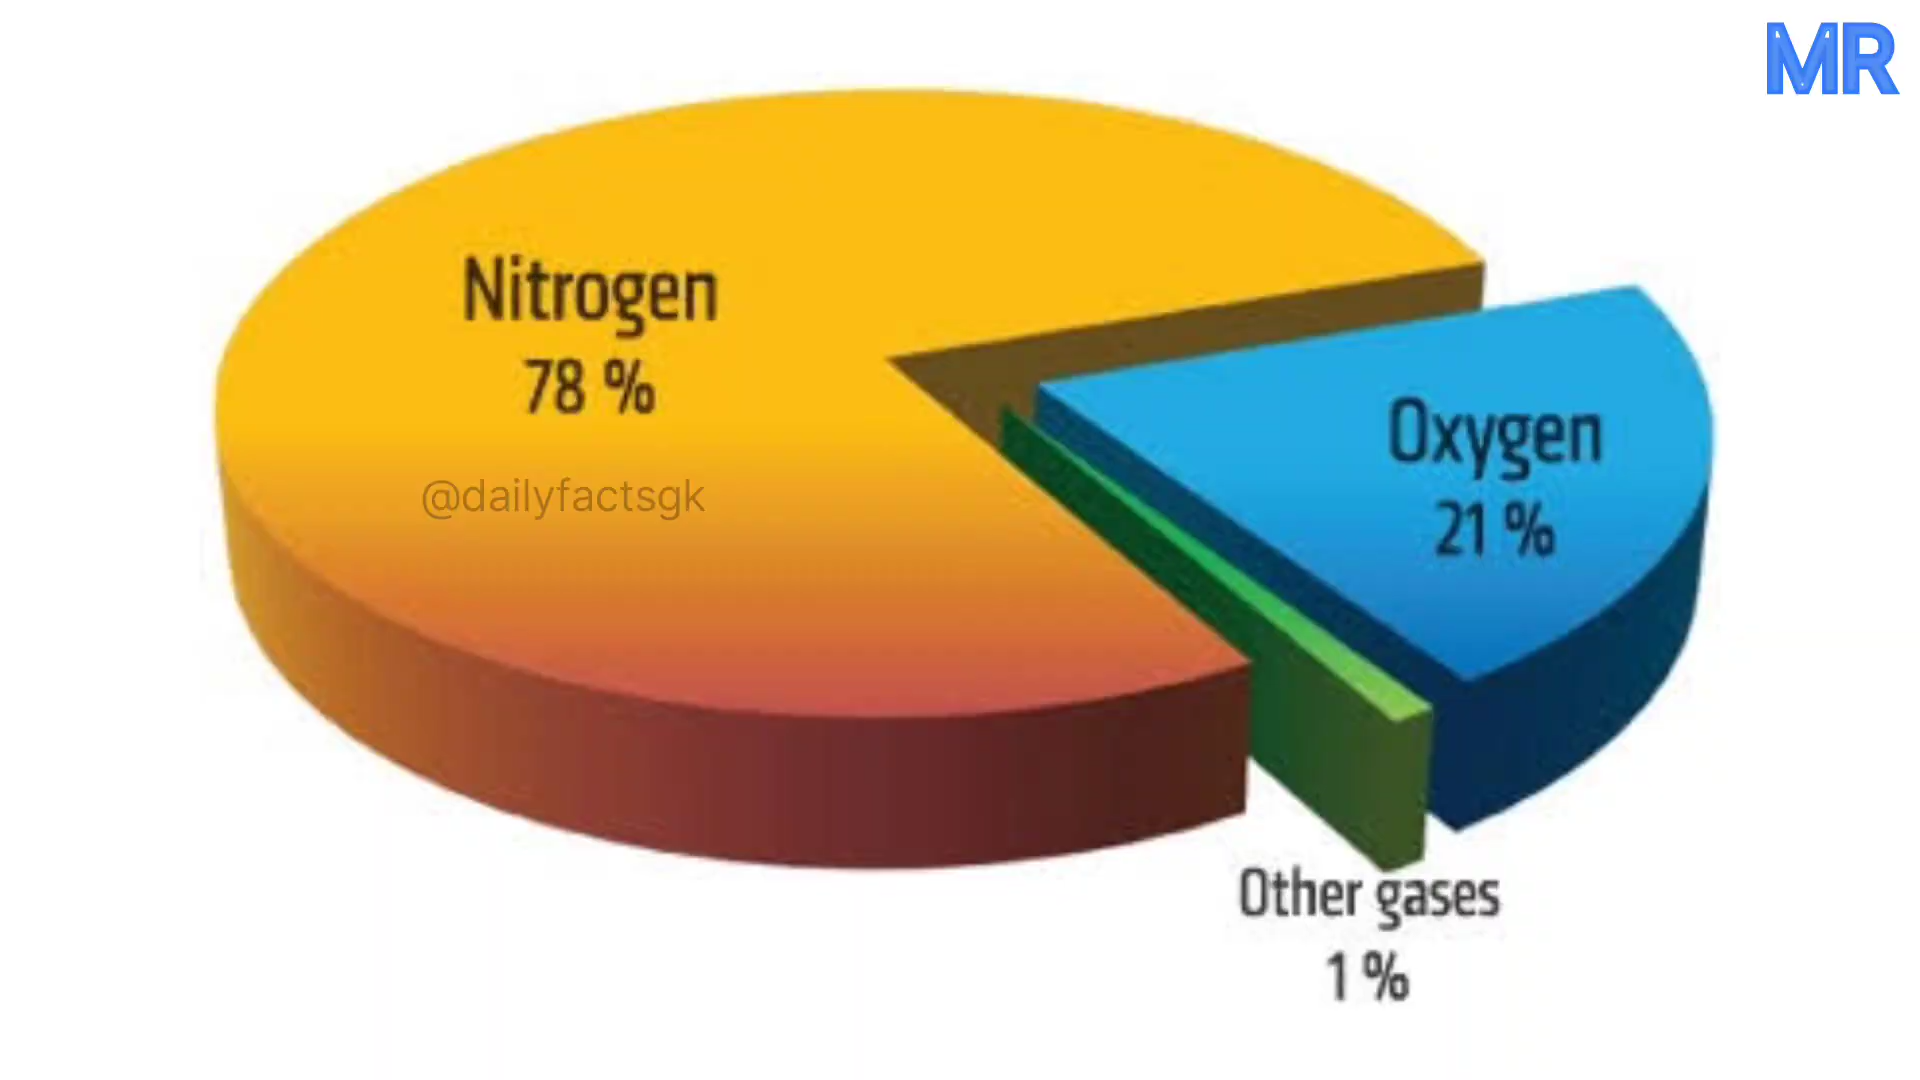 MR
Nitrogen
78 %
@dailyfactsgk
Oxygen
21 %
Other gases
1 %